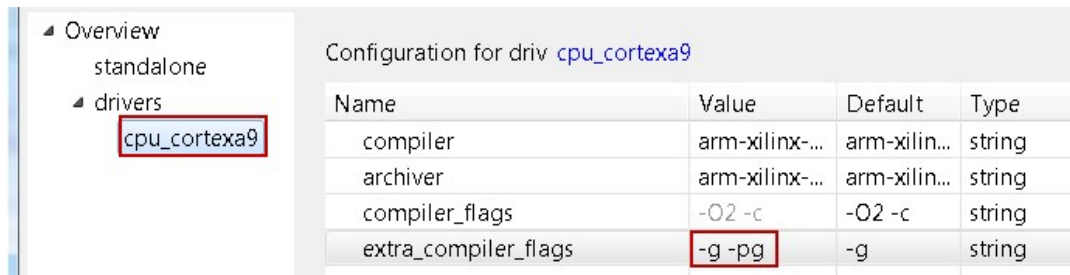 Overview
standalone
drivers
cpu_cortexa9
Configuration for driv cpu_cortexa9
Name Value Default Type
compiler arm-xilinx-... arm-xilin... string
archiver arm-xilinx-... arm-xilin... string
compiler_flags -O2 -c -O2 -c string
extra_compiler_flags -g -pg -g string